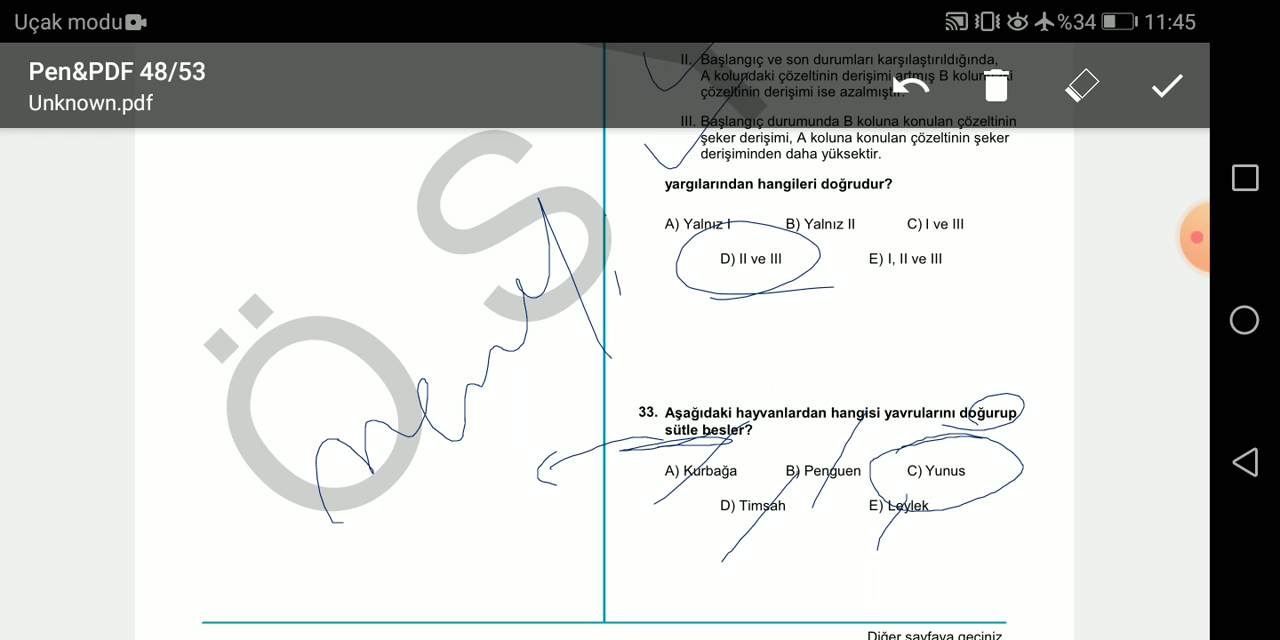 Uçak modu
%34 11:45
Pen&PDF 48/53
Unknown.pdf
II. Başlangıç ve son durumları karşılaştırıldığında,
A kolundaki çözeltinin derişimi artmış B kolundaki
çözeltinin derişimi ise azalmıştır.
III. Başlangıç durumunda B koluna konulan çözeltinin
şeker derişimi, A koluna konulan çözeltinin şeker
derişiminden daha yüksektir.
yargılarından hangileri doğrudur?
A) Yalnız I B) Yalnız II C) I ve III
D) II ve III E) I, II ve III
33. Aşağıdaki hayvanlardan hangisi yavrularını doğurup
sütle besler?
A) Kurbağa B) Penguen C) Yunus
D) Timsah E) Leylek
ÖS
Diğer sayfaya geçiniz